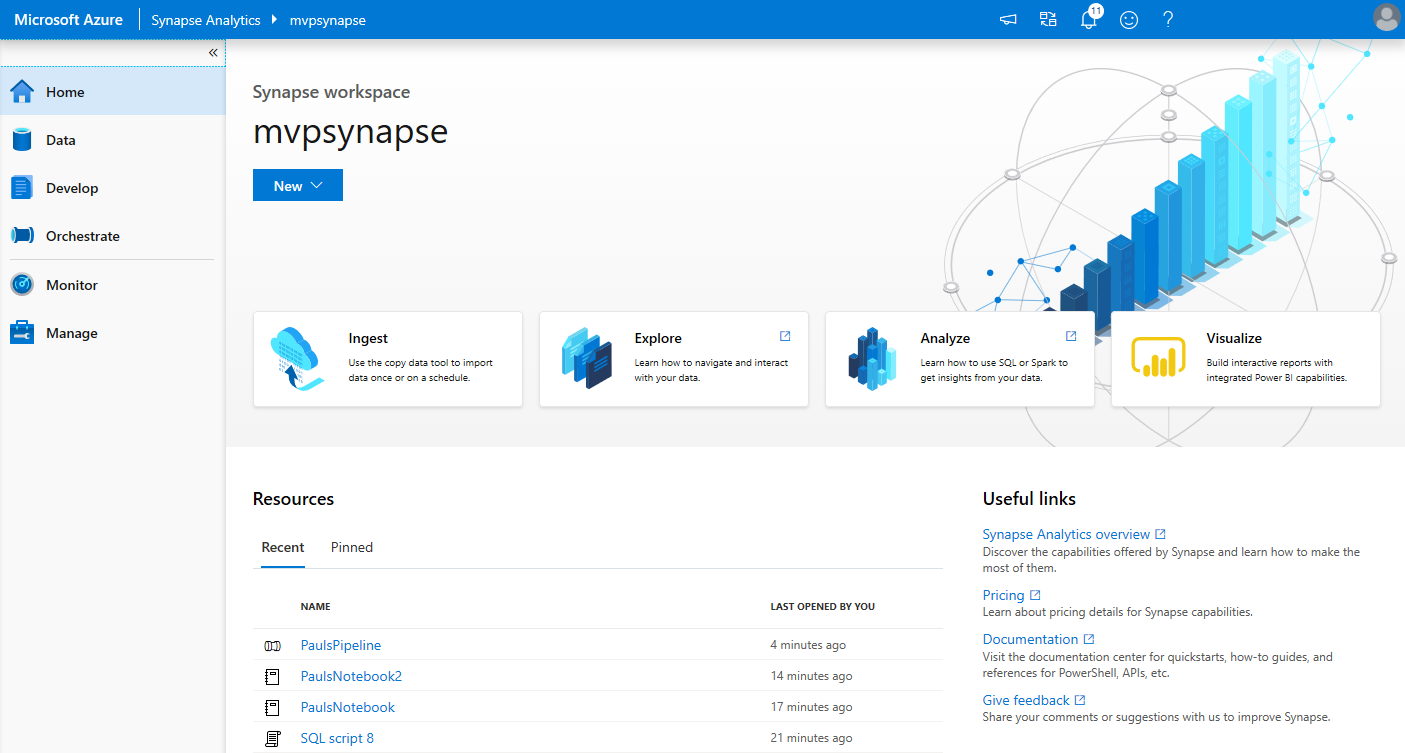 Microsoft Azure
Synapse Analytics
mvpsynapse
11
?
«
Home
Data
Develop
Orchestrate
Monitor
Manage
Synapse workspace
mvpsynapse
New
Ingest
Use the copy data tool to import
data once or on a schedule.
Explore
Learn how to navigate and interact
with your data.
Analyze
Learn how to use SQL or Spark to
get insights from your data.
Visualize
Build interactive reports with
integrated Power BI capabilities.
Resources
Recent
Pinned
NAME
LAST OPENED BY YOU
PaulsPipeline
4 minutes ago
PaulsNotebook2
14 minutes ago
PaulsNotebook
17 minutes ago
SQL script 8
21 minutes ago
Useful links
Synapse Analytics overview
Discover the capabilities offered by Synapse and learn how to make the
most of them.
Pricing
Learn about pricing details for Synapse capabilities.
Documentation
Visit the documentation center for quickstarts, how-to guides, and
references for PowerShell, APIs, etc.
Give feedback
Share your comments or suggestions with us to improve Synapse.